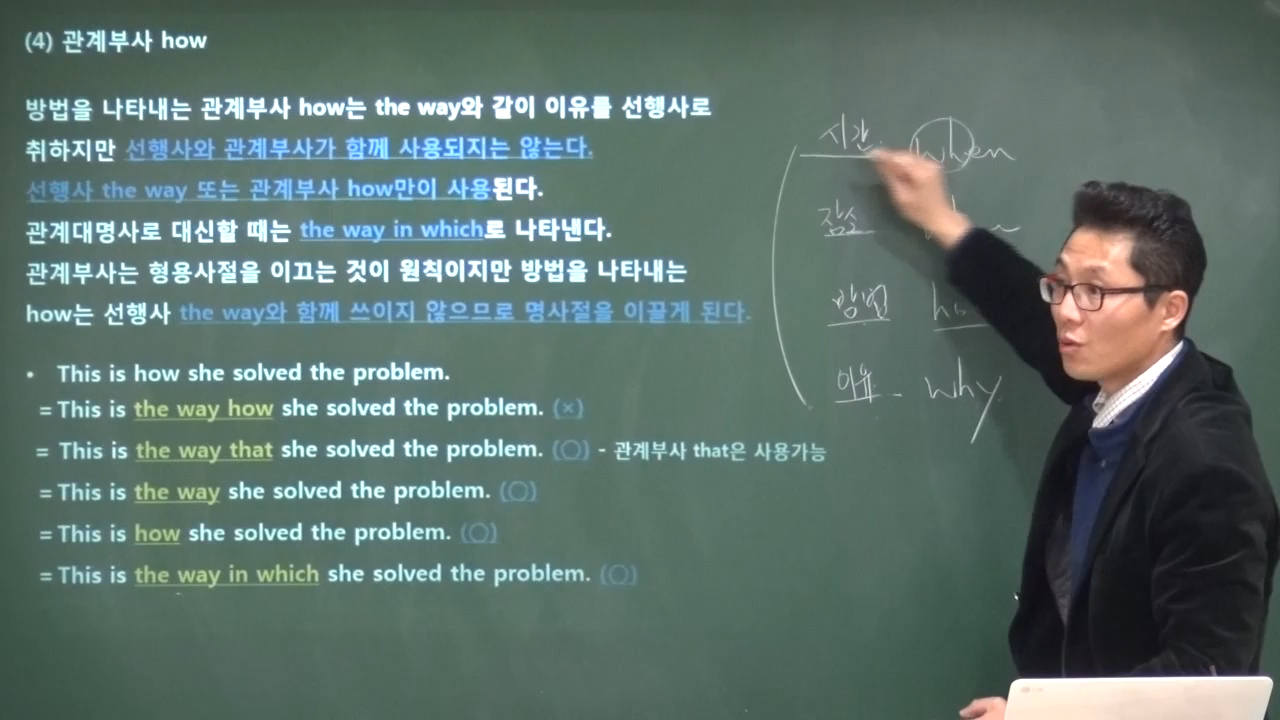 (4) 관계부사 how
방법을 나타내는 관계부사 how는 the way와 같이 이유를 선행사로
취하지만 선행사와 관계부사가 함께 사용되지는 않는다.
선행사 the way 또는 관계부사 how만이 사용된다.
관계대명사로 대신할 때는 the way in which로 나타낸다.
관계부사는 형용사절을 이끄는 것이 원칙이지만 방법을 나타내는
how는 선행사 the way와 함께 쓰이지 않으므로 명사절을 이끌게 된다.
• This is how she solved the problem.
= This is the way how she solved the problem. (×)
= This is the way that she solved the problem. (○) - 관계부사 that은 사용가능
= This is the way she solved the problem. (○)
= This is how she solved the problem. (○)
= This is the way in which she solved the problem. (○)
시간 when
장소
방법
이유 why